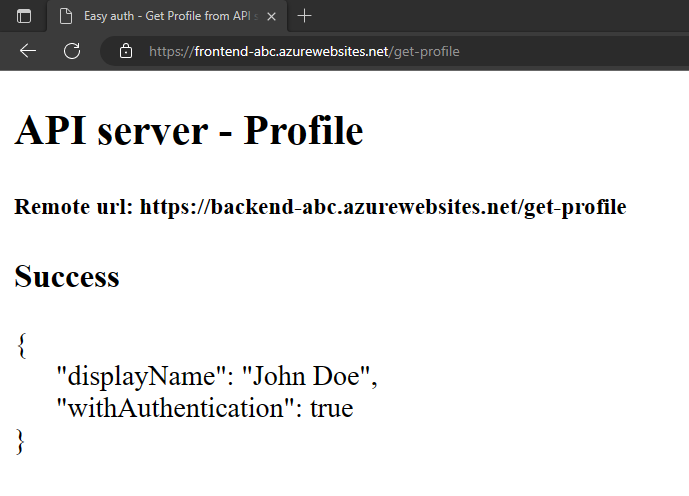 Easy auth - Get Profile from API
https://frontend-abc.azurewebsites.net/get-profile
API server - Profile
Remote url: https://backend-abc.azurewebsites.net/get-profile
Success
{
"displayName": "John Doe",
"withAuthentication": true
}